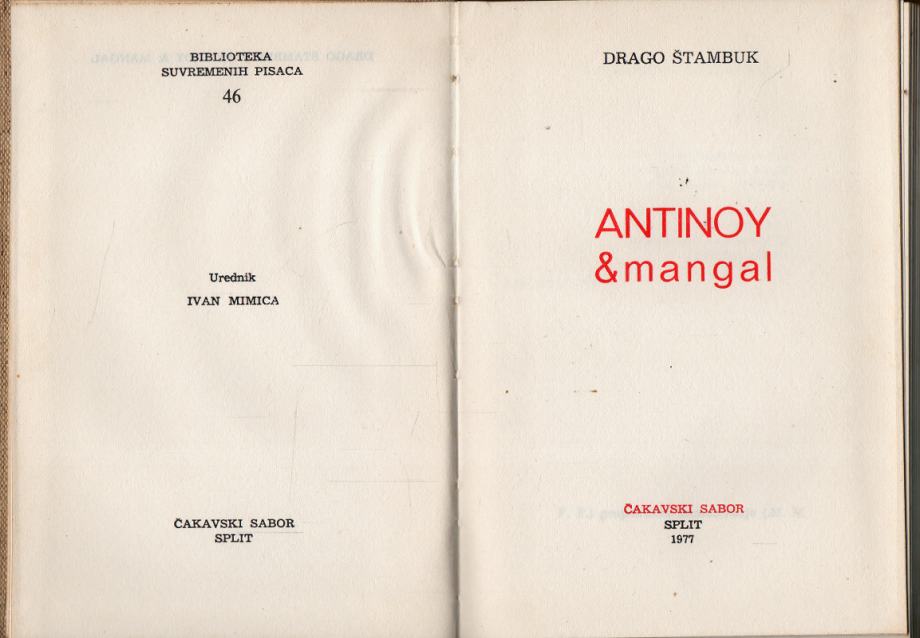 BIBLIOTEKA
SUVREMENIH PISACA
46
Urednik
IVAN MIMICA
ČAKAVSKI SABOR
SPLIT
DRAGO ŠTAMBUK
ANTINOY
&mangal
ČAKAVSKI SABOR
SPLIT
1977